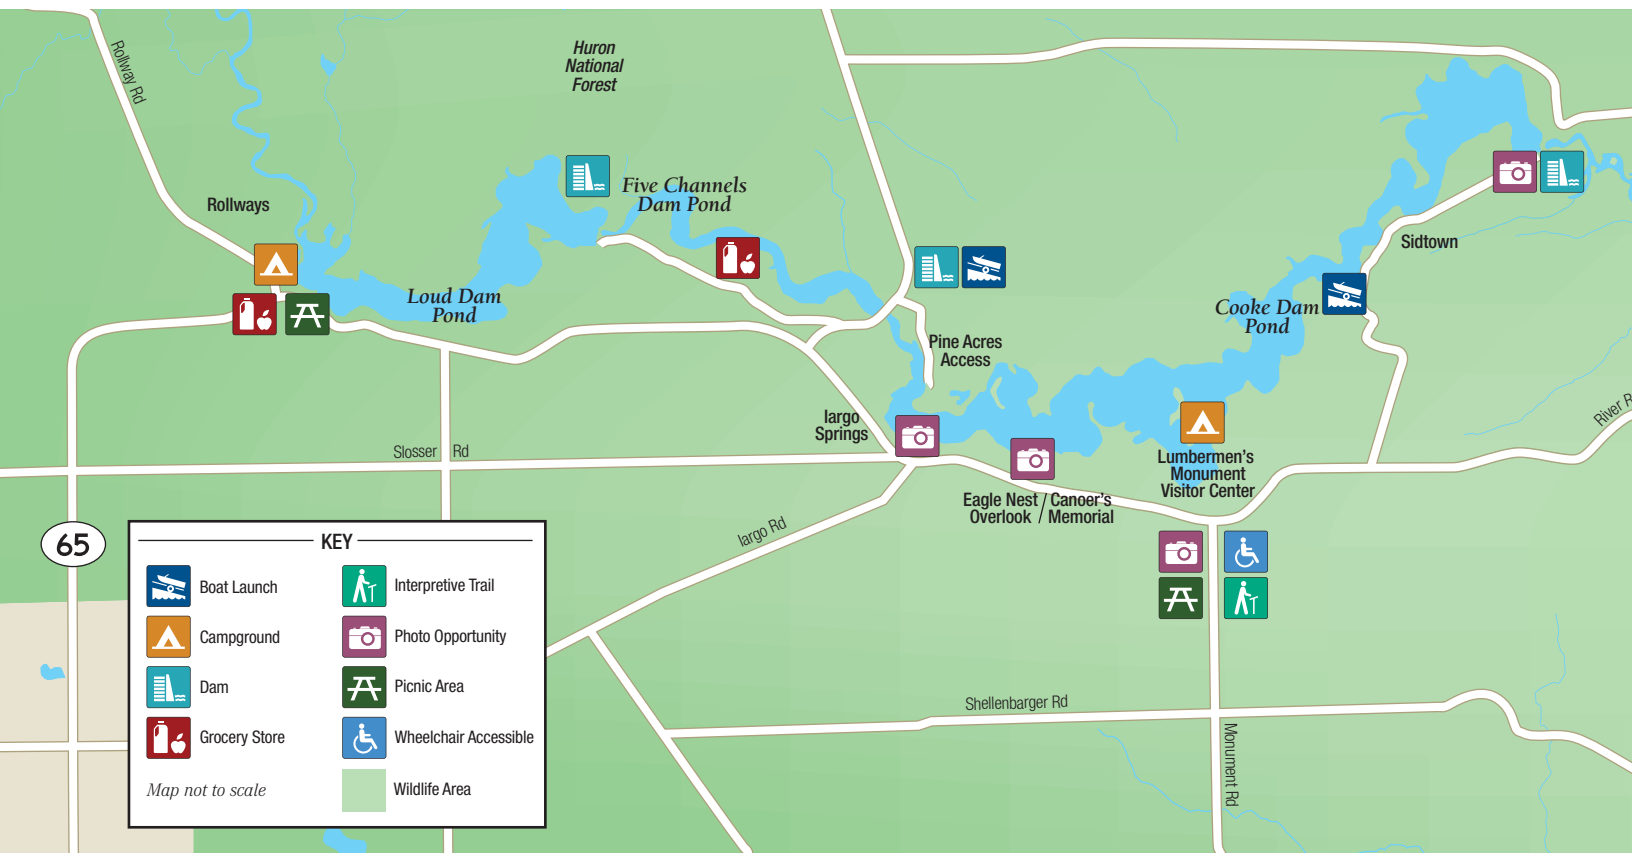 Huron
National
Forest
Rollway Rd
Rollways
Five Channels
Dam Pond
Sidtown
Loud Dam
Pond
Cooke Dam
Pond
Pine Acres
Access
Iargo
Springs
River R
Slosser Rd
Lumbermen's
Monument
Visitor Center
Eagle Nest / Canoer's
Overlook / Memorial
Iargo Rd
65
KEY
Boat Launch
Interpretive Trail
Campground
Photo Opportunity
Dam
Picnic Area
Grocery Store
Wheelchair Accessible
Map not to scale
Wildlife Area
Shellenbarger Rd
Monument Rd